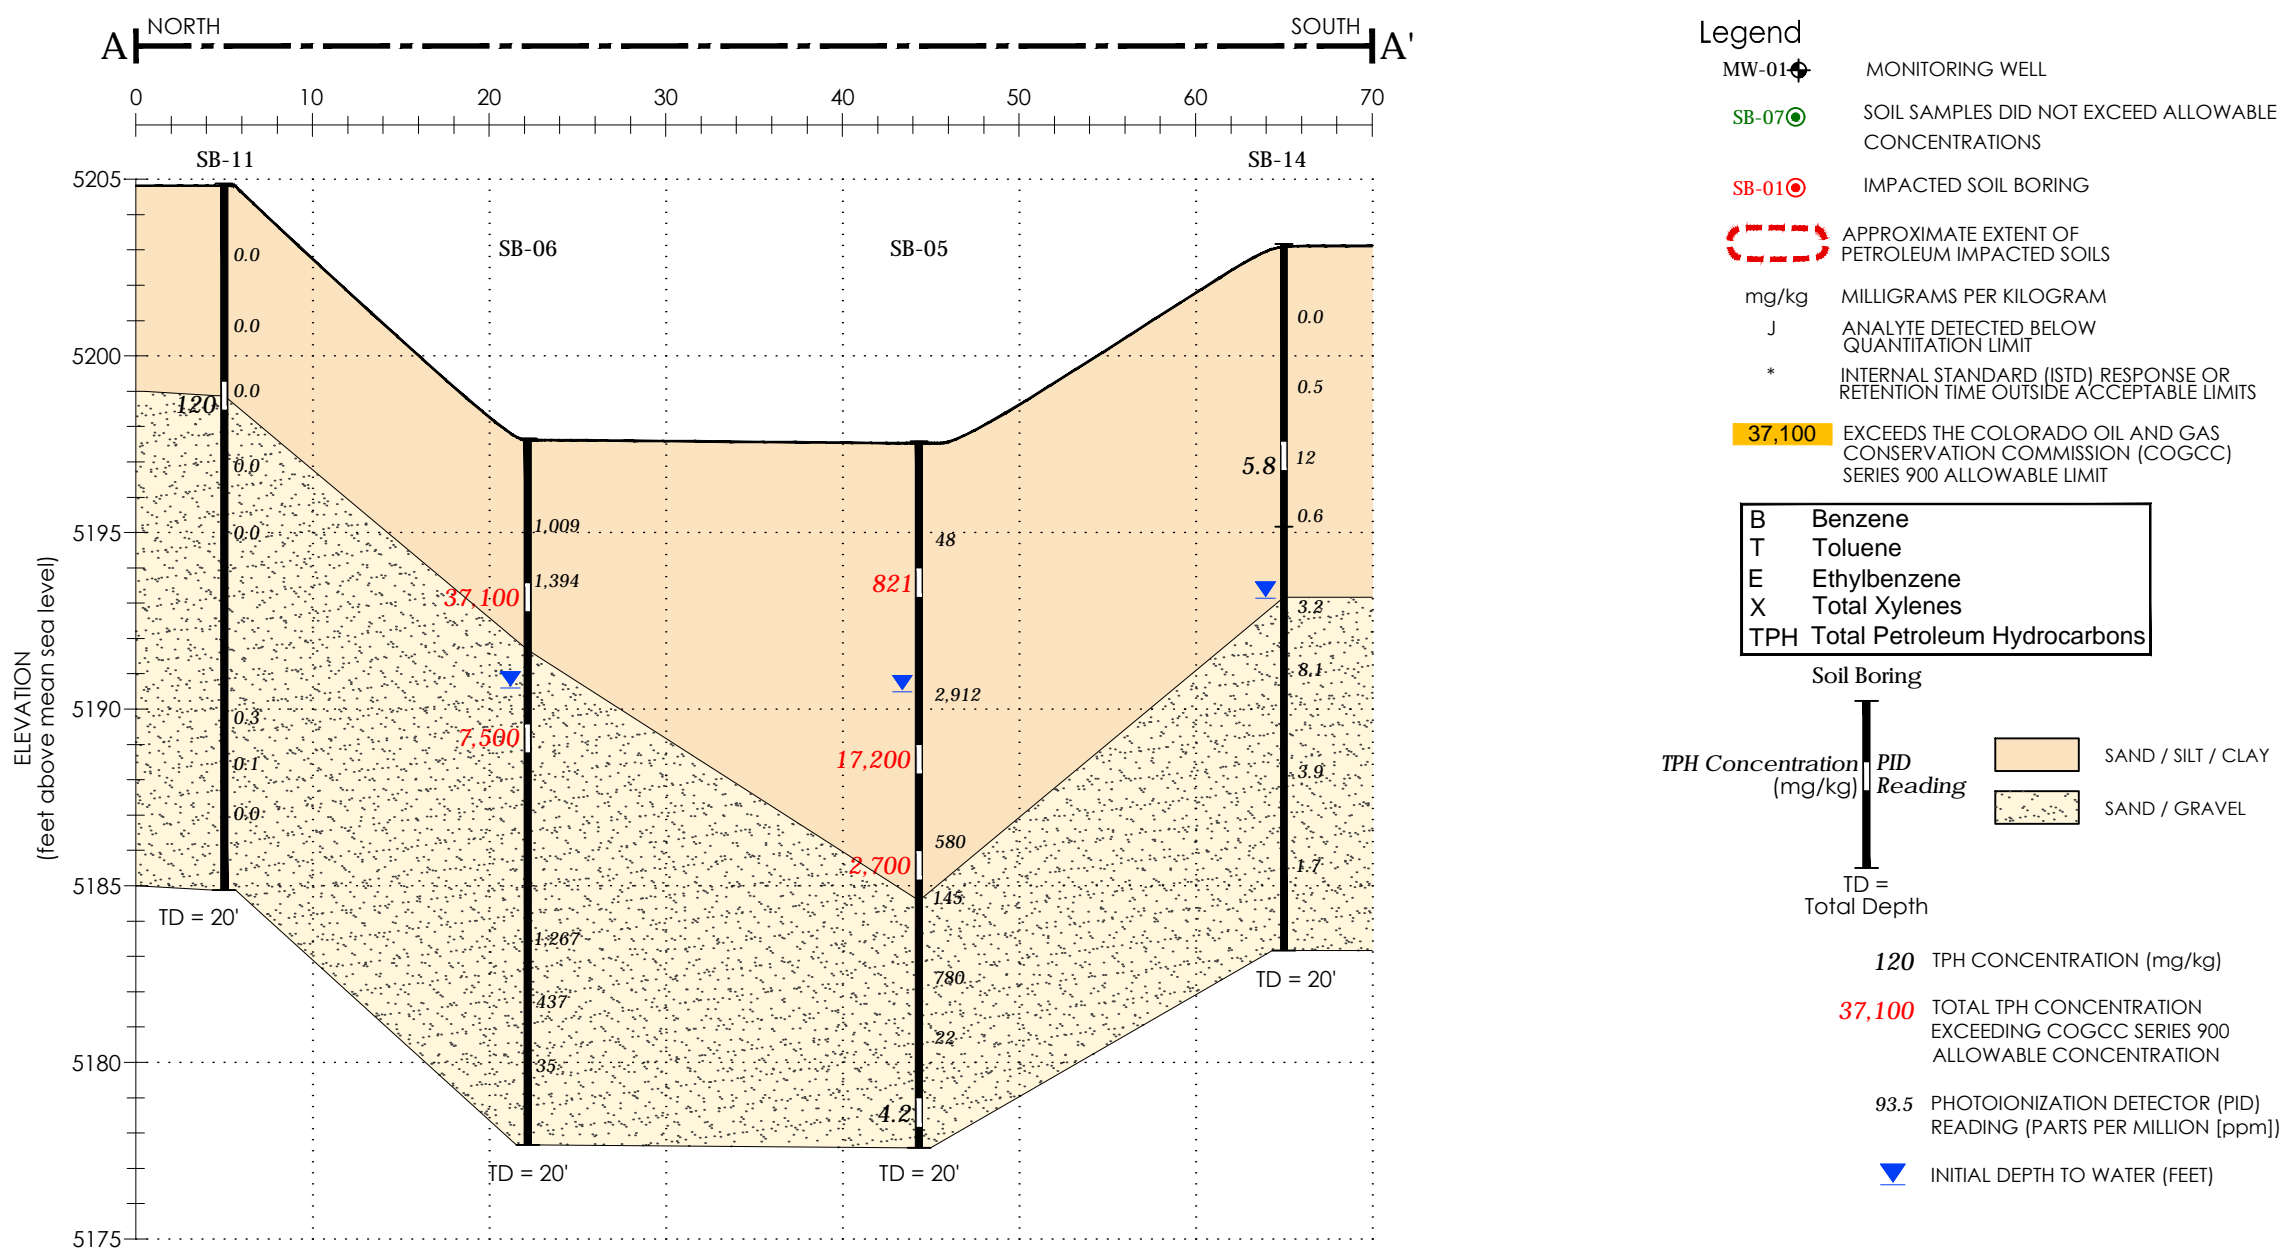 NORTH
SOUTH
A
A'
0 10 20 30 40 50 60 70
SB-11
SB-14
SB-06
SB-05
5205
5200
5195
5190
5185
5180
5175
ELEVATION
(feet above mean sea level)
0.0
0.0
0.0
120
0.0
0.0
0.3
0.1
0.0
TD = 20'
1,009
1,394
37,100
7,500
1,267
437
35
TD = 20'
48
821
2,912
17,200
580
2,700
145
780
22
4.2
TD = 20'
0.0
0.5
12
5.8
0.6
3.2
8.1
3.9
1.7
TD = 20'
Legend
MW-01
MONITORING WELL
SB-07
SOIL SAMPLES DID NOT EXCEED ALLOWABLE
CONCENTRATIONS
SB-01
IMPACTED SOIL BORING
APPROXIMATE EXTENT OF
PETROLEUM IMPACTED SOILS
mg/kg
MILLIGRAMS PER KILOGRAM
J
ANALYTE DETECTED BELOW
QUANTITATION LIMIT
*
INTERNAL STANDARD (ISTD) RESPONSE OR
RETENTION TIME OUTSIDE ACCEPTABLE LIMITS
37,100
EXCEEDS THE COLORADO OIL AND GAS
CONSERVATION COMMISSION (COGCC)
SERIES 900 ALLOWABLE LIMIT
B Benzene
T Toluene
E Ethylbenzene
X Total Xylenes
TPH Total Petroleum Hydrocarbons
Soil Boring
TPH Concentration
(mg/kg)
PID
Reading
TD =
Total Depth
SAND / SILT / CLAY
SAND / GRAVEL
120
TPH CONCENTRATION (mg/kg)
37,100
TOTAL TPH CONCENTRATION
EXCEEDING COGCC SERIES 900
ALLOWABLE CONCENTRATION
93.5
PHOTOIONIZATION DETECTOR (PID)
READING (PARTS PER MILLION [ppm])
INITIAL DEPTH TO WATER (FEET)